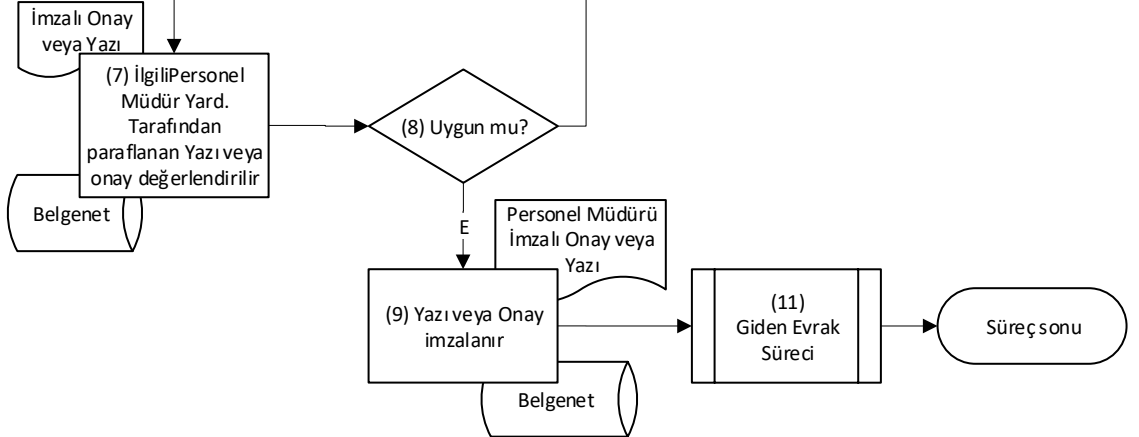 İmzalı Onay
veya Yazı
(7) İlgiliPersonel
Müdür Yard.
Tarafından
paraflanan Yazı veya
onay değerlendirilir
Belgenet
(8) Uygun mu?
E
Personel Müdürü
İmzalı Onay veya
Yazı
(9) Yazı veya Onay
imzalanır
Belgenet
(11)
Giden Evrak
Süreci
Süreç sonu